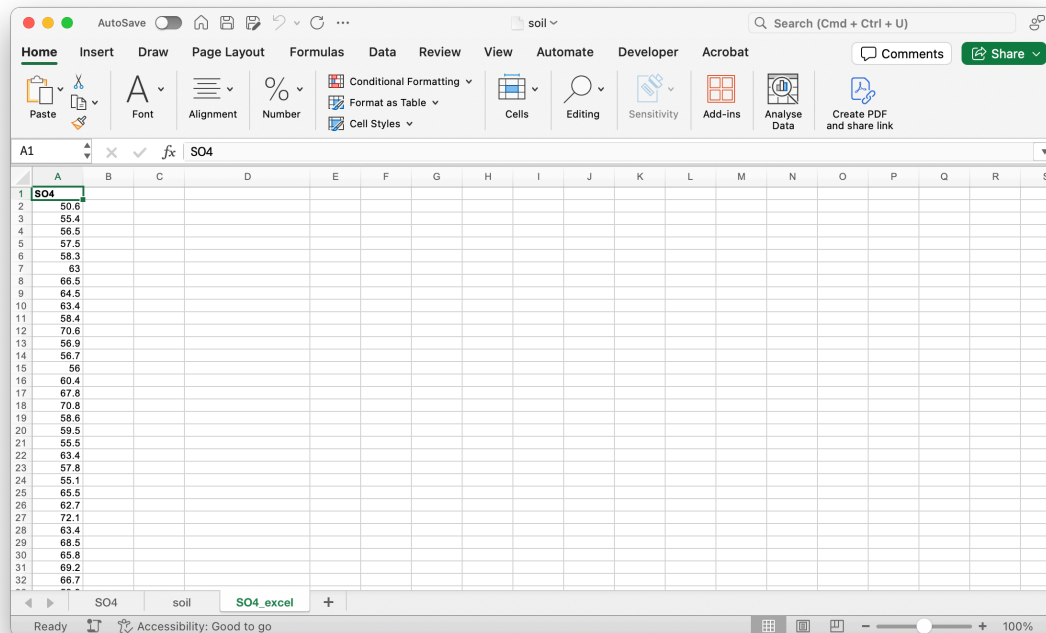 AutoSave
soil
Search (Cmd + Ctrl + U)
Home Insert Draw Page Layout Formulas Data Review View Automate Developer Acrobat Comments Share
Paste
Font
Alignment
Number
Conditional Formatting
Format as Table
Cell Styles
Cells
Editing
Sensitivity
Add-ins
Analyse
Data
Create PDF
and share link
A1 fx SO4
A B C D E F G H I J K L M N O P Q R S
1 SO4
2 50.6
3 55.4
4 56.5
5 57.5
6 58.3
7 63
8 66.5
9 64.5
10 63.4
11 58.4
12 70.6
13 56.9
14 56.7
15 56
16 60.4
17 67.8
18 70.8
19 58.6
20 59.5
21 55.5
22 63.4
23 57.8
24 55.1
25 65.5
26 62.7
27 72.1
28 63.4
29 68.5
30 65.8
31 69.2
32 66.7
SO4 soil SO4_excel +
Ready Accessibility: Good to go − + 100%